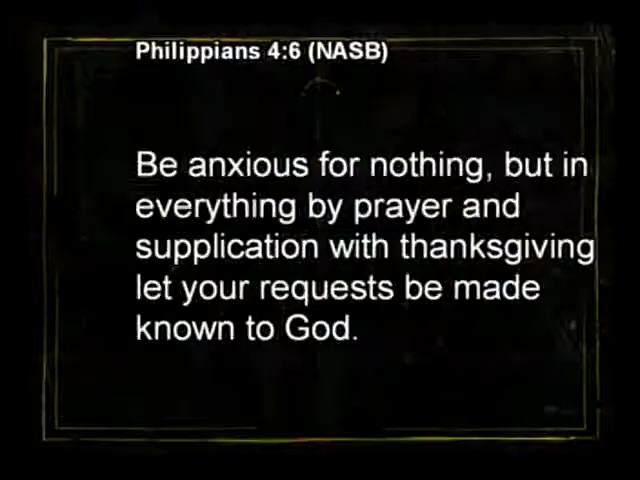 Philippians 4:6 (NASB)
Be anxious for nothing, but in
everything by prayer and
supplication with thanksgiving
let your requests be made
known to God.